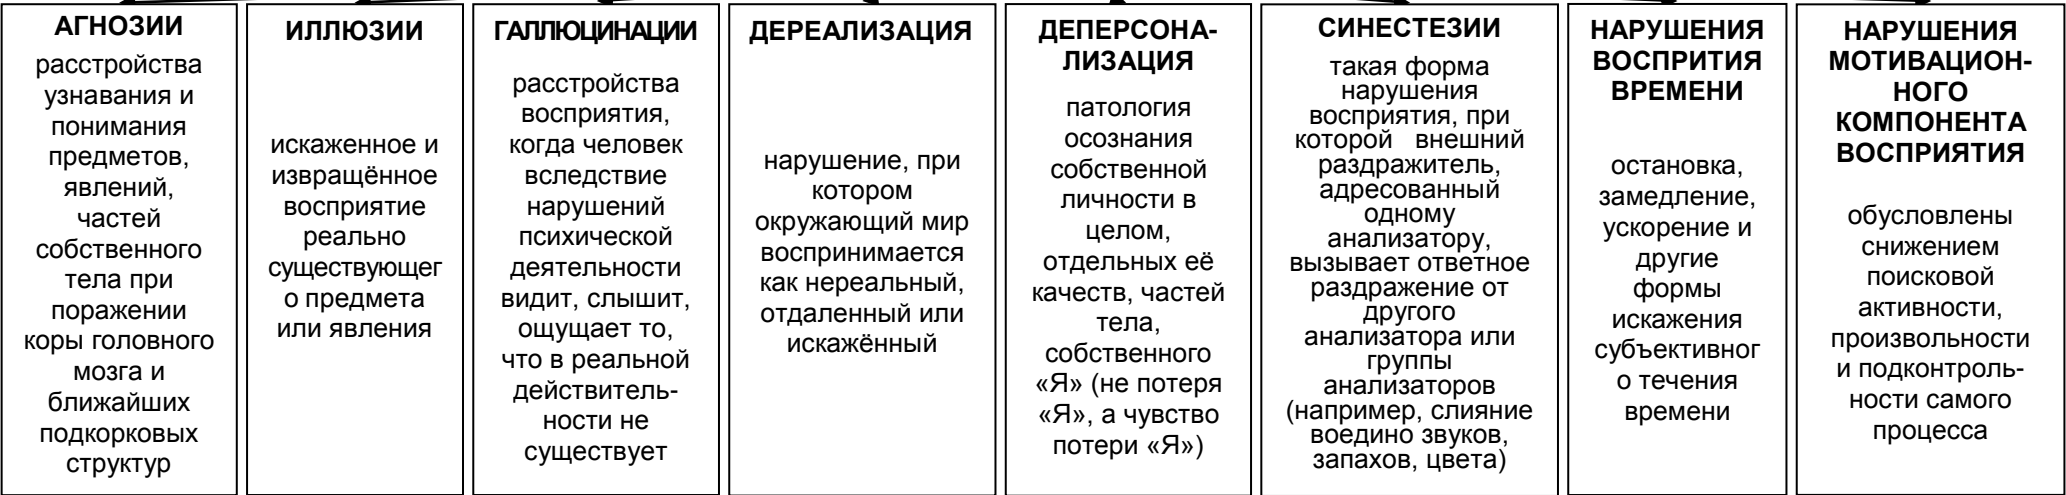 АГНОЗИИ
расстройства
узнавания и
понимания
предметов,
явлений,
частей
собственного
тела при
поражении
коры головного
мозга и
ближайших
подкорковых
структур
ИЛЛЮЗИИ
искаженное и
извращённое
восприятие
реально
существующег
о предмета
или явления
ГАЛЛЮЦИНАЦИИ
расстройства
восприятия,
когда человек
вследствие
нарушений
психической
деятельности
видит, слышит,
ощущает то,
что в реальной
действитель-
ности не
существует
ДЕРЕАЛИЗАЦИЯ
нарушение, при
котором
окружающий мир
воспринимается
как нереальный,
отдаленный или
искажённый
ДЕПЕРСОНА-
ЛИЗАЦИЯ
патология
осознания
собственной
личности в
целом,
отдельных её
качеств, частей
тела,
собственного
«Я» (не потеря
«Я», а чувство
потери «Я»)
СИНЕСТЕЗИИ
такая форма
нарушения
восприятия, при
которой внешний
раздражитель,
адресованный
одному
анализатору,
вызывает ответное
раздражение от
другого
анализатора или
группы
анализаторов
(например, слияние
воедино звуков,
запахов, цвета)
НАРУШЕНИЯ
ВОСПРИТИЯ
ВРЕМЕНИ
остановка,
замедление,
ускорение и
другие
формы
искажения
субъективног
о течения
времени
НАРУШЕНИЯ
МОТИВАЦИОН-
НОГО
КОМПОНЕНТА
ВОСПРИЯТИЯ
обусловлены
снижением
поисковой
активности,
произвольности
и подконтроль-
ности самого
процесса